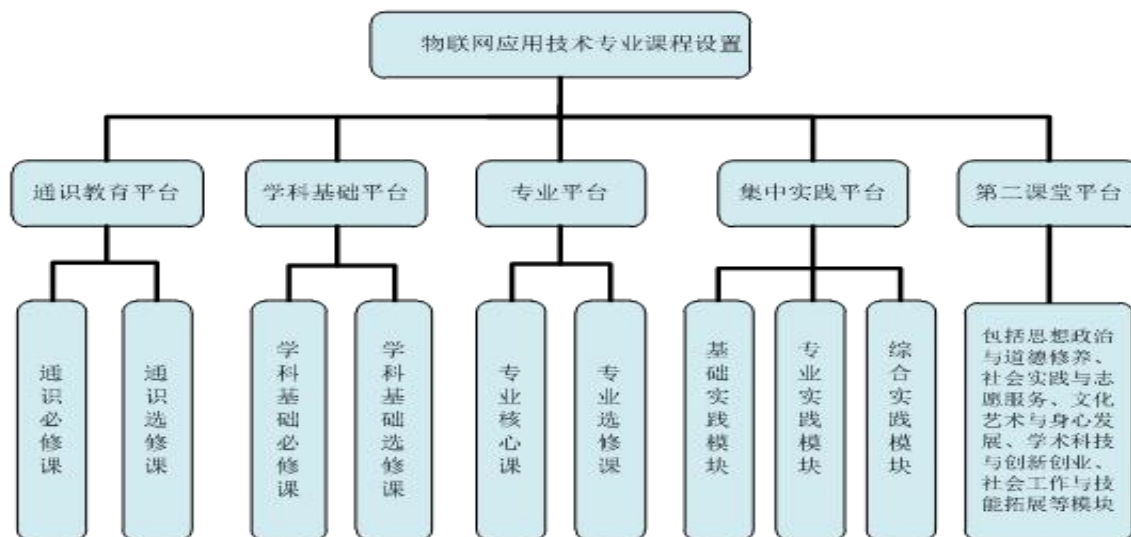 物联网应用技术专业课程设置
通识教育平台
学科基础平台
专业平台
集中实践平台
第二课堂平台
通识必修课
通识选修课
学科基础必修课
学科基础选修课
专业核心课
专业选修课
基础实践模块
专业实践模块
综合实践模块
包括思想政治
与道德修养、
社会实践与志
愿服务、文化
艺术与身心发
展、学术科技
与创新创业、
社会工作与技
能拓展等模块